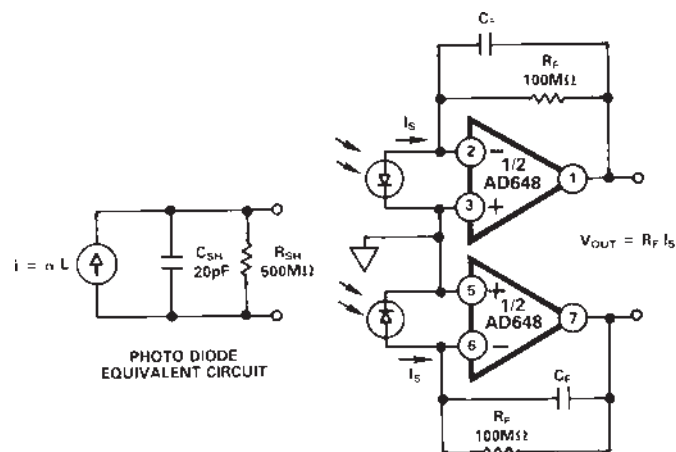 CF
RF
100MΩ
IS
2
−
1/2
AD648
1
3
+
i = α L
CSH
20pF
RSH
500MΩ
VOUT = RF IS
5
+
1/2
AD648
7
6
−
IS
PHOTO DIODE
EQUIVALENT CIRCUIT
CF
RF
100MΩ